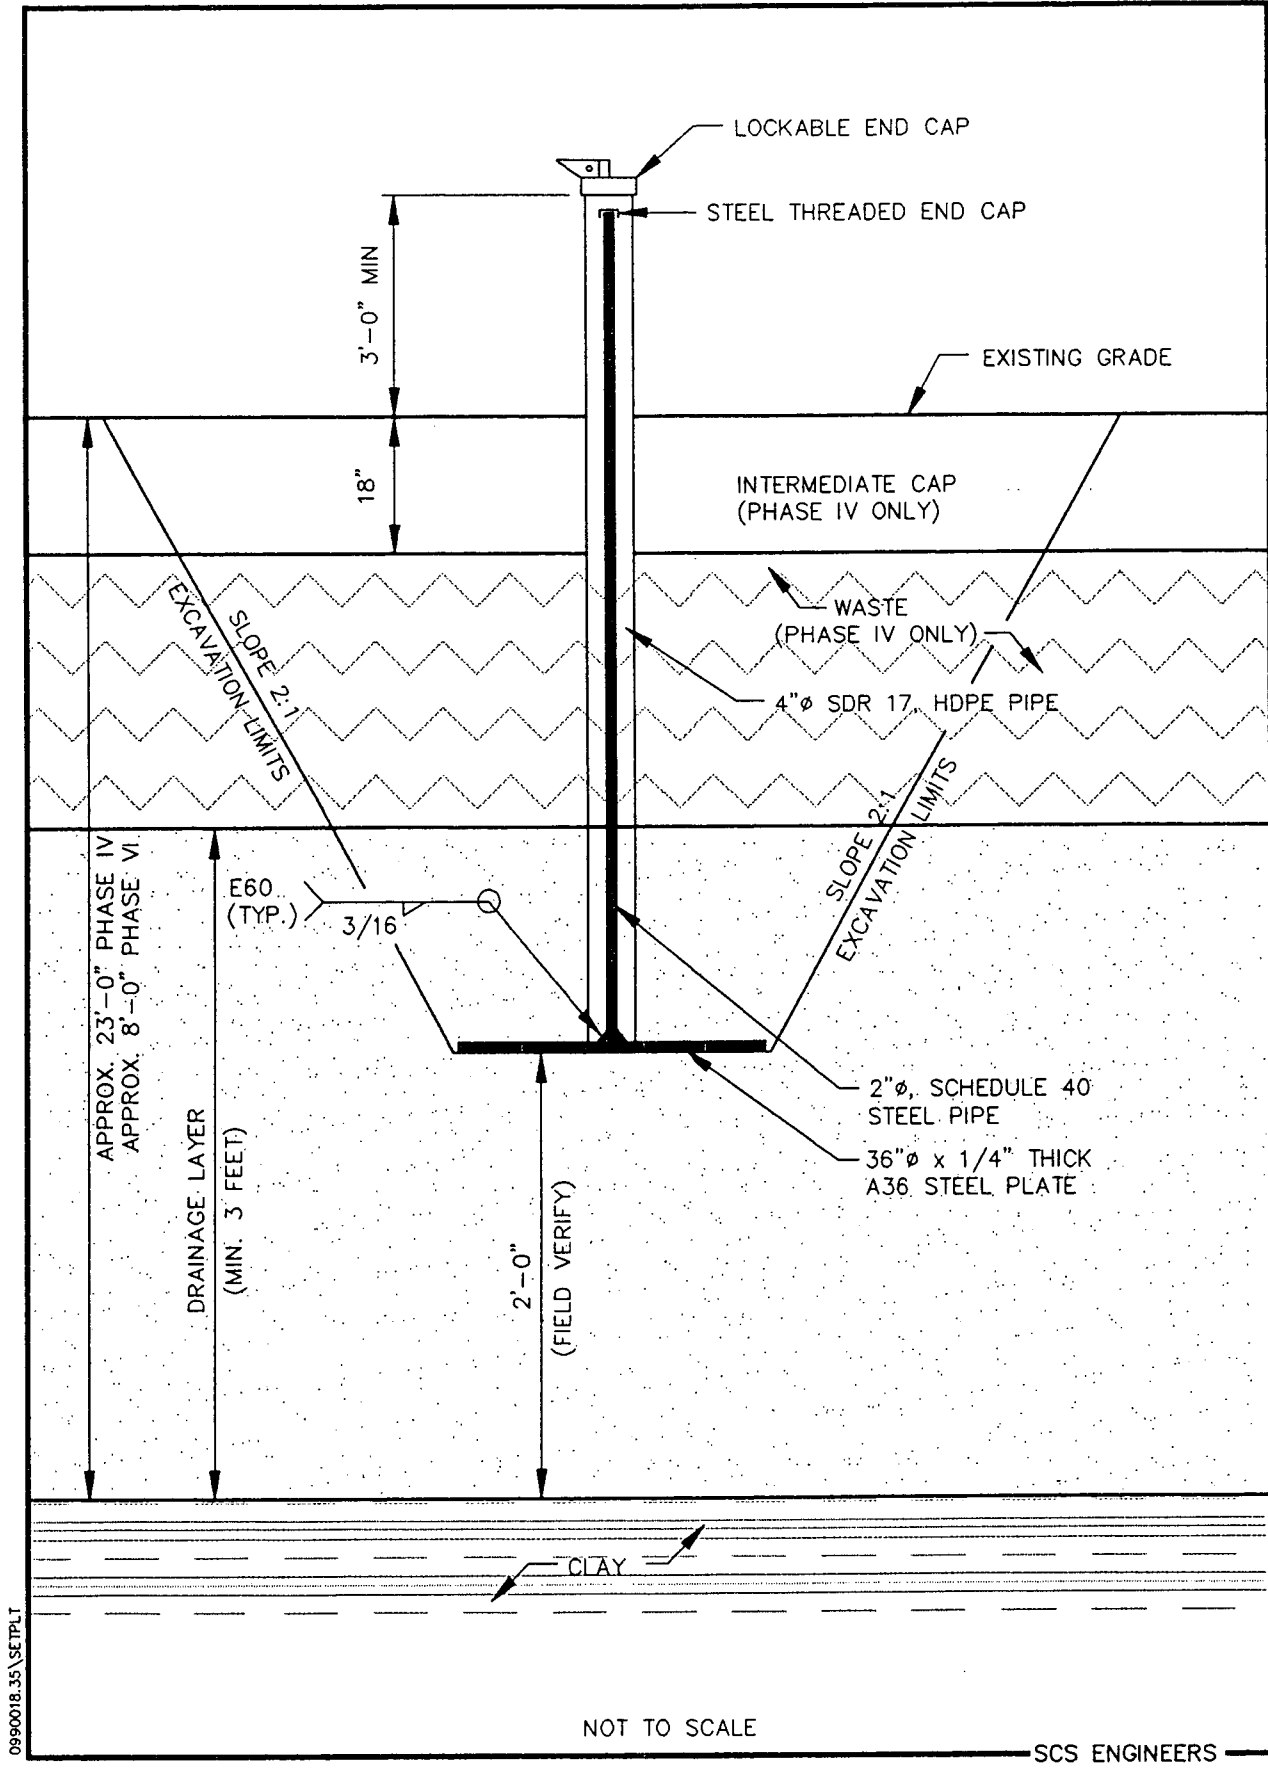 LOCKABLE END CAP
STEEL THREADED END CAP
3'-0" MIN
EXISTING GRADE
18"
INTERMEDIATE CAP
(PHASE IV ONLY)
WASTE
(PHASE IV ONLY)
SLOPE 2:1
EXCAVATION LIMITS
4"ø SDR 17, HDPE PIPE
SLOPE 2:1
EXCAVATION LIMITS
E60
(TYP.)
3/16
APPROX. 23'-0" PHASE IV
APPROX. 8'-0" PHASE VI
DRAINAGE LAYER
(MIN. 3 FEET)
2'-0"
(FIELD VERIFY)
2"ø, SCHEDULE 40
STEEL PIPE
36"ø x 1/4" THICK
A36 STEEL PLATE
CLAY
0990018.35\SETPLT
NOT TO SCALE
SCS ENGINEERS